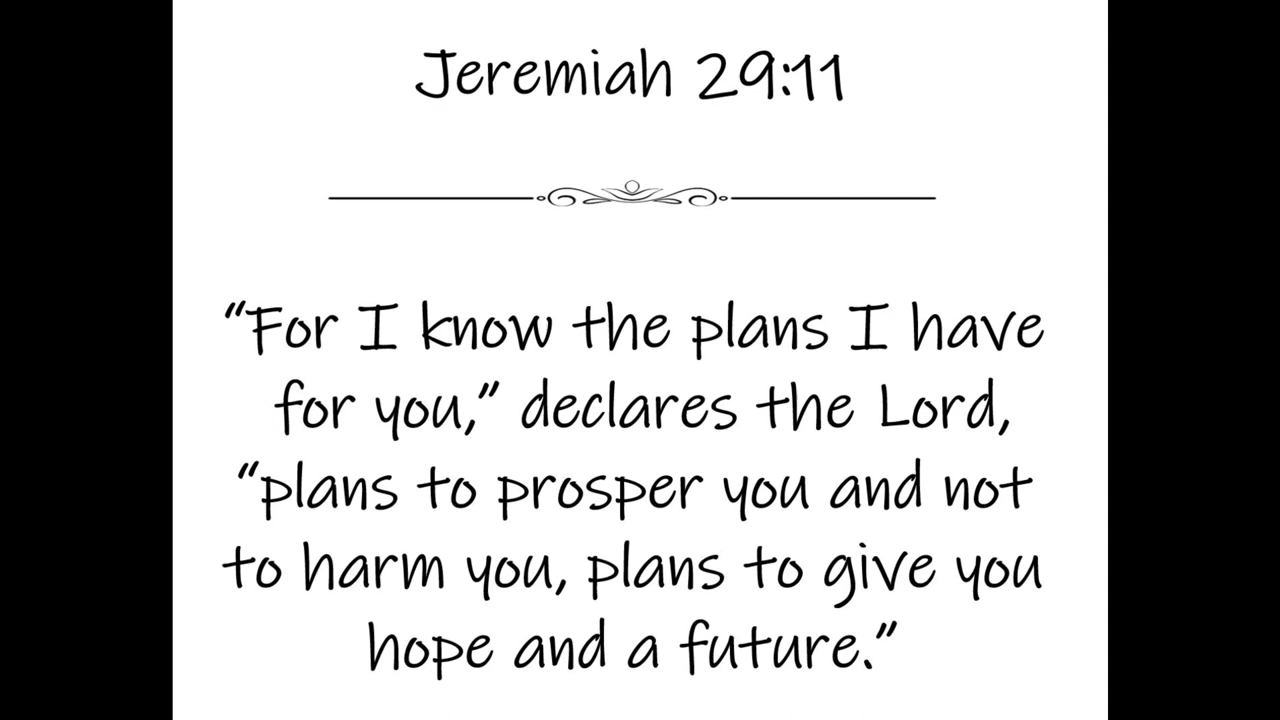 Jeremiah 29:11
“For I know the plans I have
for you,” declares the Lord,
“plans to prosper you and not
to harm you, plans to give you
hope and a future.”